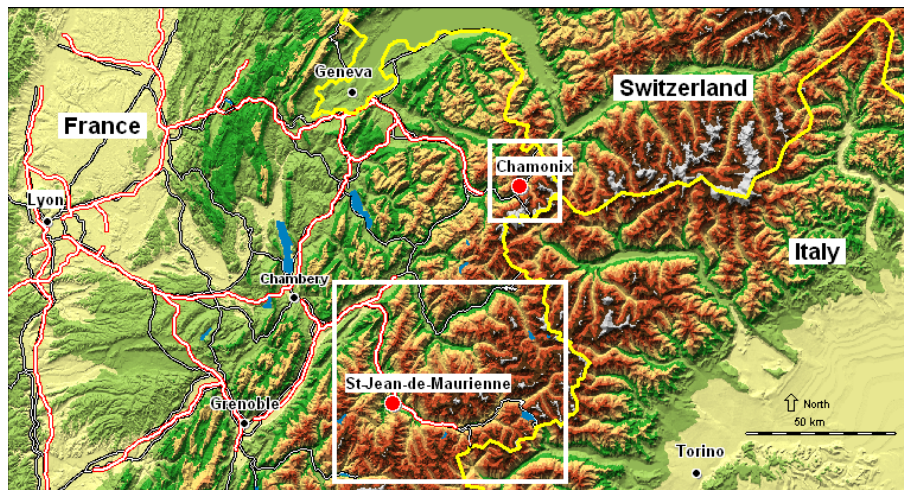 Geneva
Switzerland
France
Chamonix
Lyon
Italy
Chambery
St-Jean-de-Maurienne
Grenoble
North
50 km
Torino